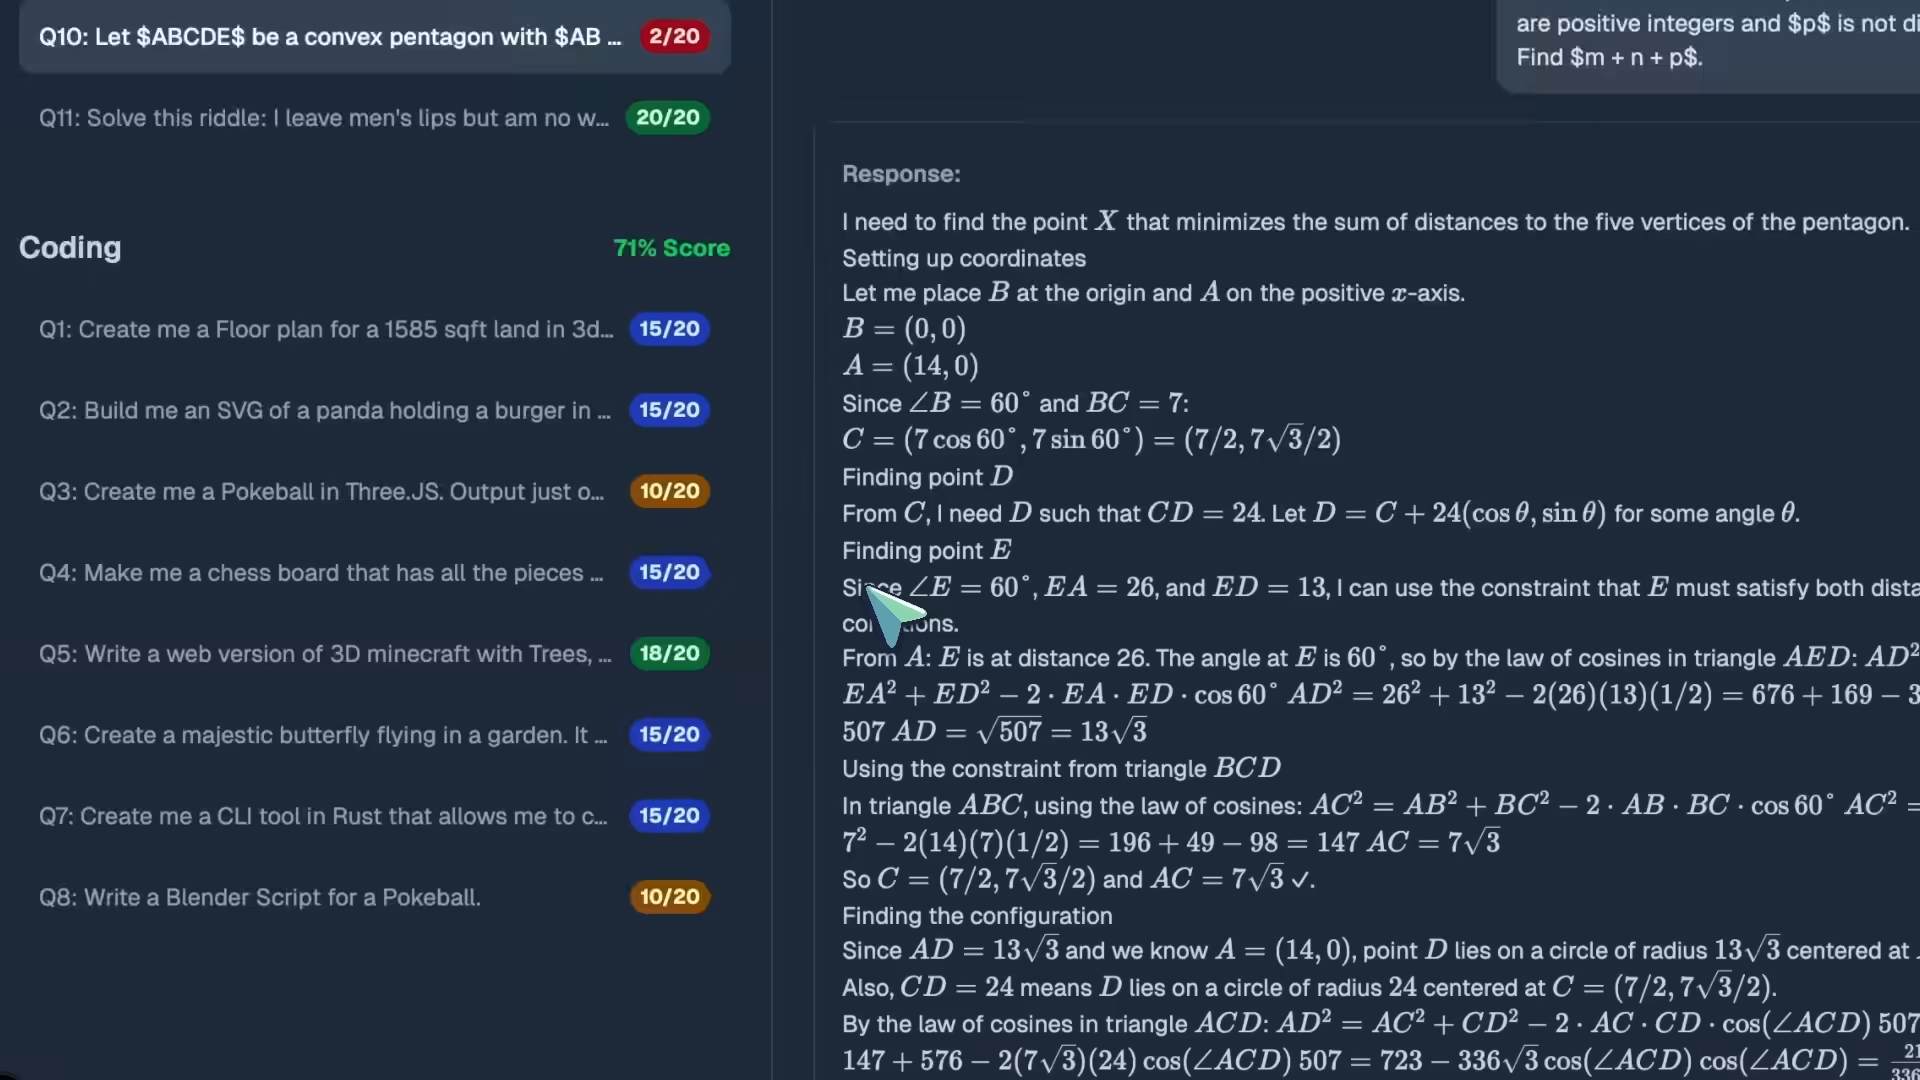 Q10: Let $ABCDE$ be a convex pentagon with $AB ... 2/20
Q11: Solve this riddle: I leave men's lips but am no w... 20/20
Coding 71% Score
Q1: Create me a Floor plan for a 1585 sqft land in 3d... 15/20
Q2: Build me an SVG of a panda holding a burger in ... 15/20
Q3: Create me a Pokeball in Three.JS. Output just o... 10/20
Q4: Make me a chess board that has all the pieces ... 15/20
Q5: Write a web version of 3D minecraft with Trees, ... 18/20
Q6: Create a majestic butterfly flying in a garden. It ... 15/20
Q7: Create me a CLI tool in Rust that allows me to c... 15/20
Q8: Write a Blender Script for a Pokeball. 10/20
are positive integers and $p$ is not di
Find $m + n + p$.
Response:
I need to find the point X that minimizes the sum of distances to the five vertices of the pentagon.
Setting up coordinates
Let me place B at the origin and A on the positive x-axis.
B = (0, 0)
A = (14, 0)
Since ∠B = 60° and BC = 7:
C = (7 cos 60°, 7 sin 60°) = (7/2, 7√3/2)
Finding point D
From C, I need D such that CD = 24. Let D = C + 24(cos θ, sin θ) for some angle θ.
Finding point E
Since ∠E = 60°, EA = 26, and ED = 13, I can use the constraint that E must satisfy both dista
From A: E is at distance 26. The angle at E is 60°, so by the law of cosines in triangle AED: AD²
EA² + ED² − 2 · EA · ED · cos 60° AD² = 26² + 13² − 2(26)(13)(1/2) = 676 + 169 − 3
507 AD = √507 = 13√3
Using the constraint from triangle BCD
In triangle ABC, using the law of cosines: AC² = AB² + BC² − 2 · AB · BC · cos 60° AC² =
7² − 2(14)(7)(1/2) = 196 + 49 − 98 = 147 AC = 7√3
So C = (7/2, 7√3/2) and AC = 7√3 ✓.
Finding the configuration
Since AD = 13√3 and we know A = (14, 0), point D lies on a circle of radius 13√3 centered at
Also, CD = 24 means D lies on a circle of radius 24 centered at C = (7/2, 7√3/2).
By the law of cosines in triangle ACD: AD² = AC² + CD² − 2 · AC · CD · cos(∠ACD) 507
147 + 576 − 2(7√3)(24) cos(∠ACD) 507 = 723 − 336√3 cos(∠ACD) cos(∠ACD) =